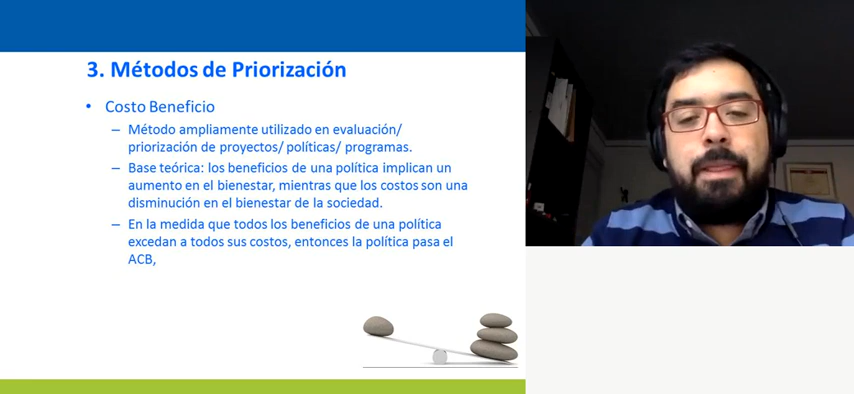 3. Métodos de Priorización
• Costo Beneficio
– Método ampliamente utilizado en evaluación/
priorización de proyectos/ políticas/ programas.
– Base teórica: los beneficios de una política implican un
aumento en el bienestar, mientras que los costos son una
disminución en el bienestar de la sociedad.
– En la medida que todos los beneficios de una política
excedan a todos sus costos, entonces la política pasa el
ACB,